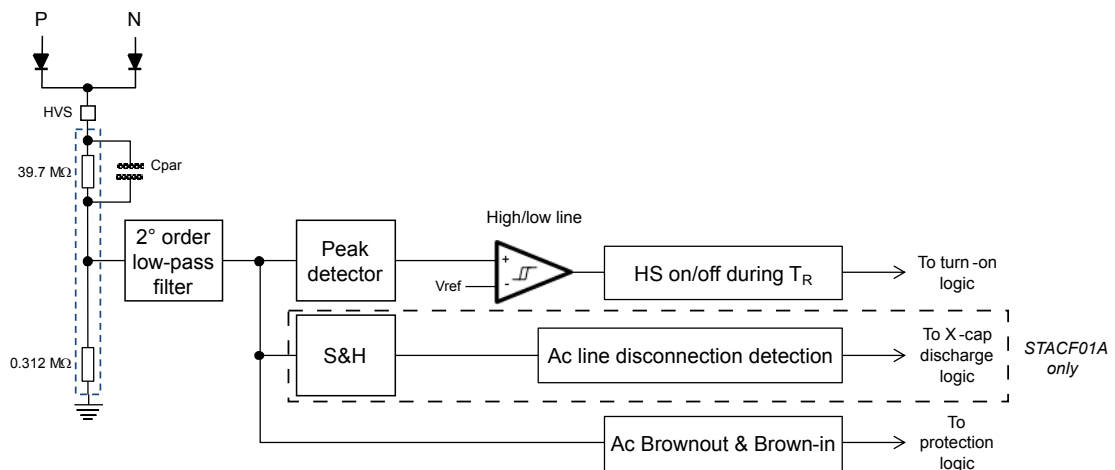 P
N
HVS
39.7 MΩ
Cpar
2° order
low-pass
filter
Peak
detector
High/low line
+
-
Vref
HS on/off during TR
To turn-on
logic
S&H
Ac line disconnection detection
To X-cap
discharge
logic
STACF01A
only
0.312 MΩ
Ac Brownout & Brown-in
To
protection
logic